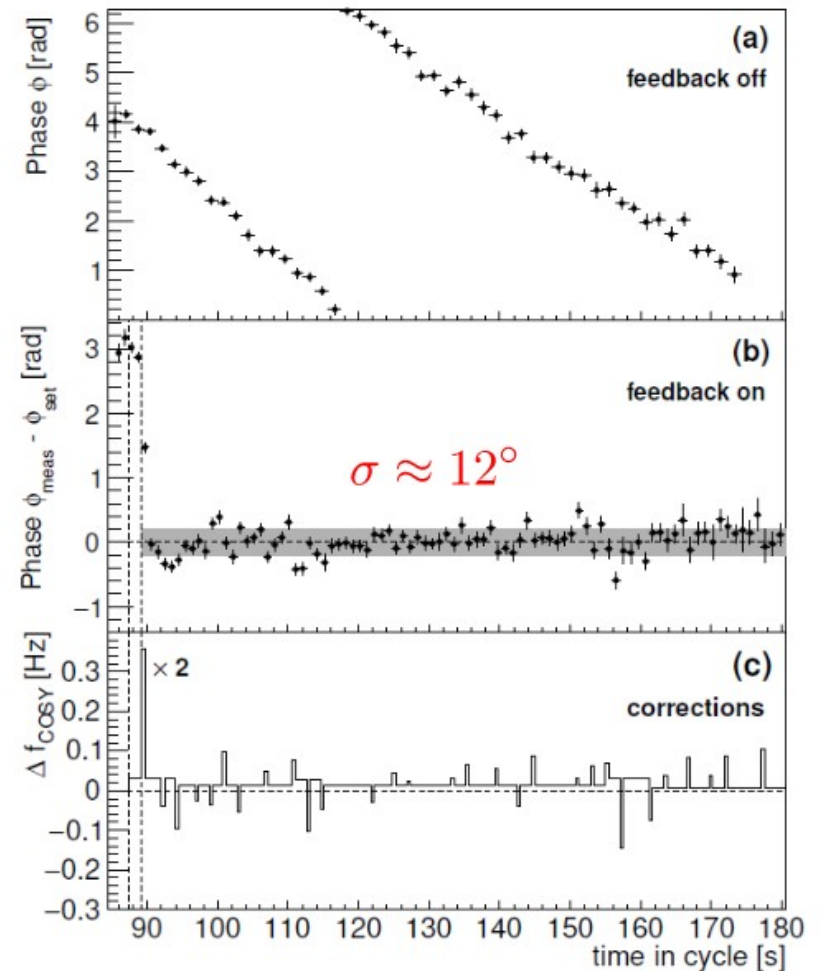 Phase ϕ [rad]
6
5
4
3
2
1
(a)
feedback off
Phase ϕmeas - ϕset [rad]
3
2
1
0
−1
(b)
feedback on
σ ≈ 12°
Δ fCOSY [Hz]
0.3
0.2
0.1
0
−0.1
−0.2
−0.3
× 2
(c)
corrections
90 100 110 120 130 140 150 160 170 180
time in cycle [s]